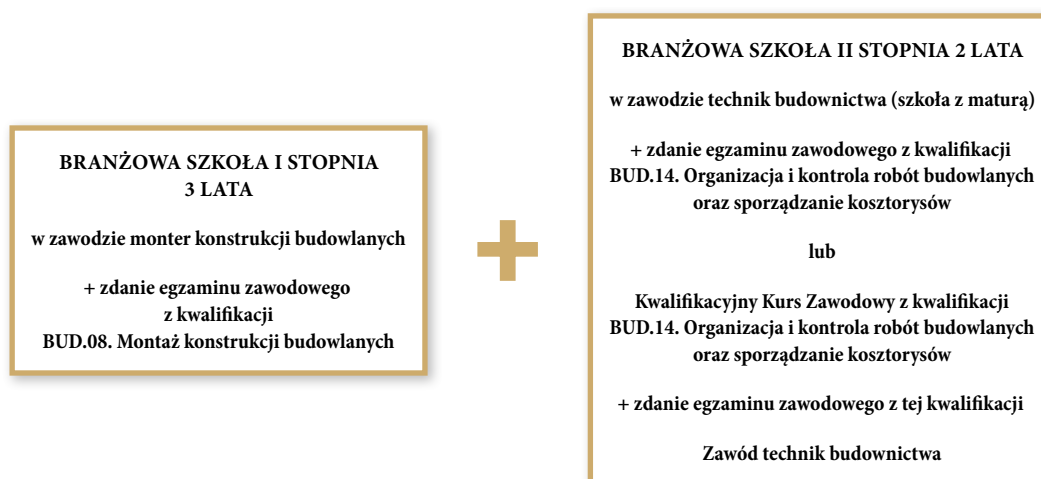 BRANŻOWA SZKOŁA I STOPNIA
3 LATA
w zawodzie monter konstrukcji budowlanych
+ zdanie egzaminu zawodowego
z kwalifikacji
BUD.08. Montaż konstrukcji budowlanych
+
BRANŻOWA SZKOŁA II STOPNIA 2 LATA
w zawodzie technik budownictwa (szkoła z maturą)
+ zdanie egzaminu zawodowego z kwalifikacji
BUD.14. Organizacja i kontrola robót budowlanych
oraz sporządzanie kosztorysów
lub
Kwalifikacyjny Kurs Zawodowy z kwalifikacji
BUD.14. Organizacja i kontrola robót budowlanych
oraz sporządzanie kosztorysów
+ zdanie egzaminu zawodowego z tej kwalifikacji
Zawód technik budownictwa